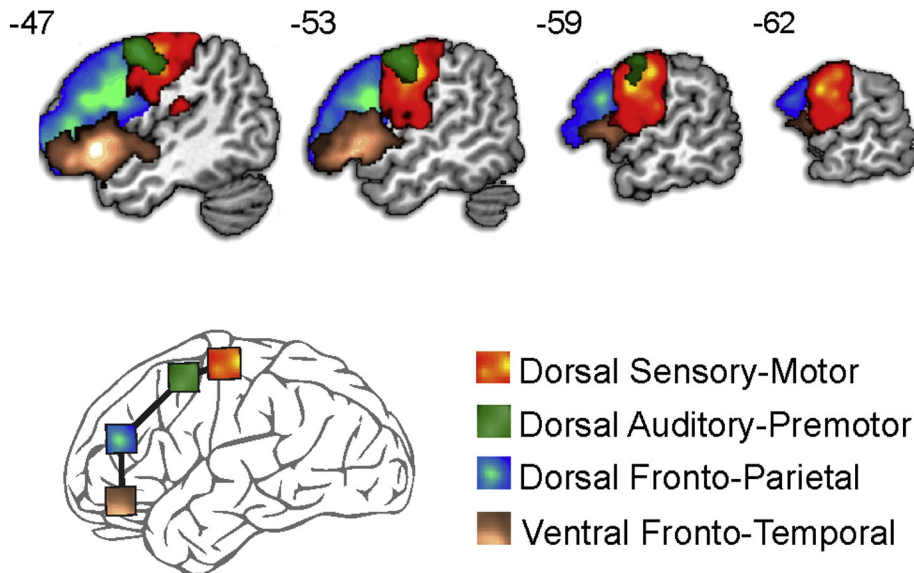 -47
-53
-59
-62
Dorsal Sensory-Motor
Dorsal Auditory-Premotor
Dorsal Fronto-Parietal
Ventral Fronto-Temporal